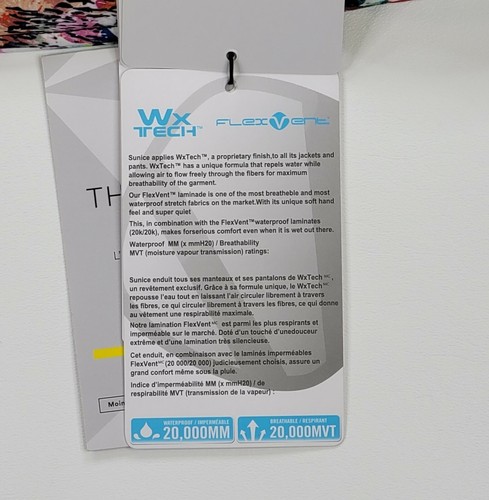 Wx
TECH™
FLEXVent™
Sunice applies WxTech™, a proprietary finish,to all its jackets and
pants. WxTech™ has a unique formula that repels water while
allowing air to flow freely through the fibers for maximum
breathability of the garment.
Our FlexVent™ laminade is one of the most breatheble and most
waterproof stretch fabrics on the market.With its unique soft hand
feel and super quiet
This, in combination with the FlexVent™waterproof laminates
(20k/20k), makes forserious comfort even when it is wet out there.
Waterproof MM (x mmH20) / Breathability
MVT (moisture vapour transmission) ratings:
Sunice enduit tous ses manteaux et ses pantalons de WxTechᴹᶜ,
un revêtement exclusif. Grâce à sa formule unique, le WxTechᴹᶜ
repousse l'eau tout en laissant l'air circuler librement à travers
les fibres, ce qui circuler librement à travers les fibres, ce qui donne
au vêtement une respirabilité maximale.
Notre lamination FlexVentᴹᶜ est parmi les plus respirants et
imperméable sur le marché. Doté d'un touché d'unedouceur
extrême et d'une lamination très silencieuse.
Cet enduit, en combinaison avec le laminés imperméables
FlexVentᴹᶜ (20 000/20 000) judicieusement choisis, assure un
grand confort même sous la pluie.
Indice d'imperméabilité MM (x mmH20) / de
respirabilité MVT (transmission de la vapeur) :
WATERPROOF / IMPERMÉABLE
20,000MM
BREATHABLE / RESPIRANT
20,000MVT
TH
L'
Moin